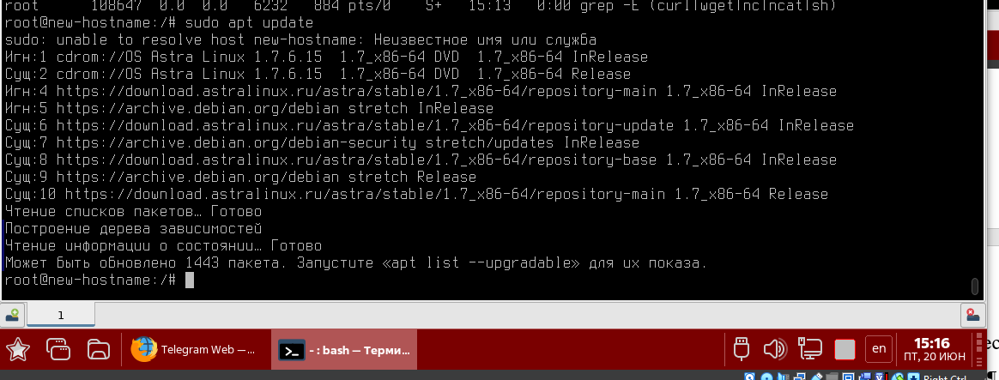 root 108647 0.0 0.0 6232 884 pts/0 S+ 15:13 0:00 grep -E (curl|wget|nc|ncat|sh)
root@new-hostname:/# sudo apt update
sudo: unable to resolve host new-hostname: Неизвестное имя или служба
Игн:1 cdrom://OS Astra Linux 1.7.6.15 1.7_x86-64 DVD 1.7_x86-64 InRelease
Сущ:2 cdrom://OS Astra Linux 1.7.6.15 1.7_x86-64 DVD 1.7_x86-64 Release
Игн:4 https://download.astralinux.ru/astra/stable/1.7_x86-64/repository-main 1.7_x86-64 InRelease
Игн:5 https://archive.debian.org/debian stretch InRelease
Сущ:6 https://download.astralinux.ru/astra/stable/1.7_x86-64/repository-update 1.7_x86-64 InRelease
Сущ:7 https://archive.debian.org/debian-security stretch/updates InRelease
Сущ:8 https://download.astralinux.ru/astra/stable/1.7_x86-64/repository-base 1.7_x86-64 InRelease
Сущ:9 https://archive.debian.org/debian stretch Release
Сущ:10 https://download.astralinux.ru/astra/stable/1.7_x86-64/repository-main 1.7_x86-64 Release
Чтение списков пакетов… Готово
Построение дерева зависимостей
Чтение информации о состоянии… Готово
Может быть обновлено 1443 пакета. Запустите «apt list --upgradable» для их показа.
root@new-hostname:/#
1
Telegram Web —...
- : bash — Терми...
en
15:16
ПТ, 20 ИЮН
Right Ctrl